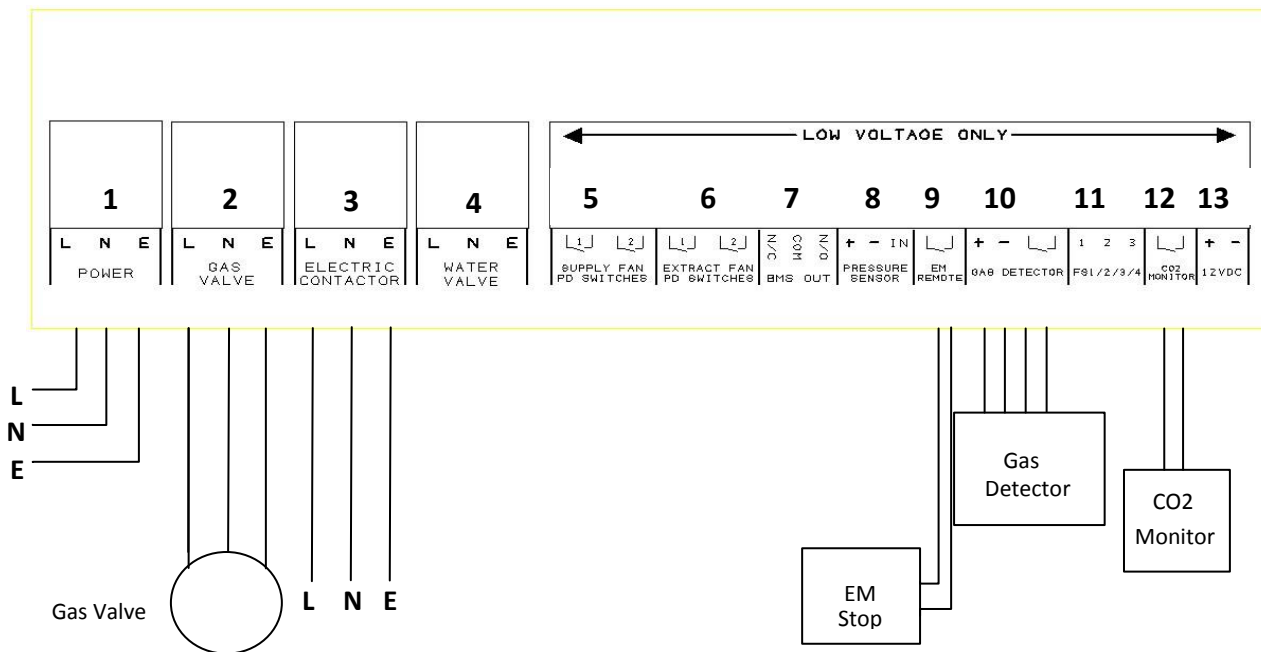 LOW VOLTAGE ONLY
1 2 3 4 5 6 7 8 9 10 11 12 13
L N E L N E L N E L N E 1 2 1 2 N/C COM N/O + - IN + - 1 2 3 + -
POWER
GAS
VALVE
ELECTRIC
CONTACTOR
WATER
VALVE
SUPPLY FAN
PD SWITCHES
EXTRACT FAN
PD SWITCHES
BMS OUT
PRESSURE
SENSOR
EM
REMOTE
GAS DETECTOR
FS1/2/3/4
CO2
MONITOR
12VDC
L
N
E
Gas Valve
L N E
EM
Stop
Gas
Detector
CO2
Monitor